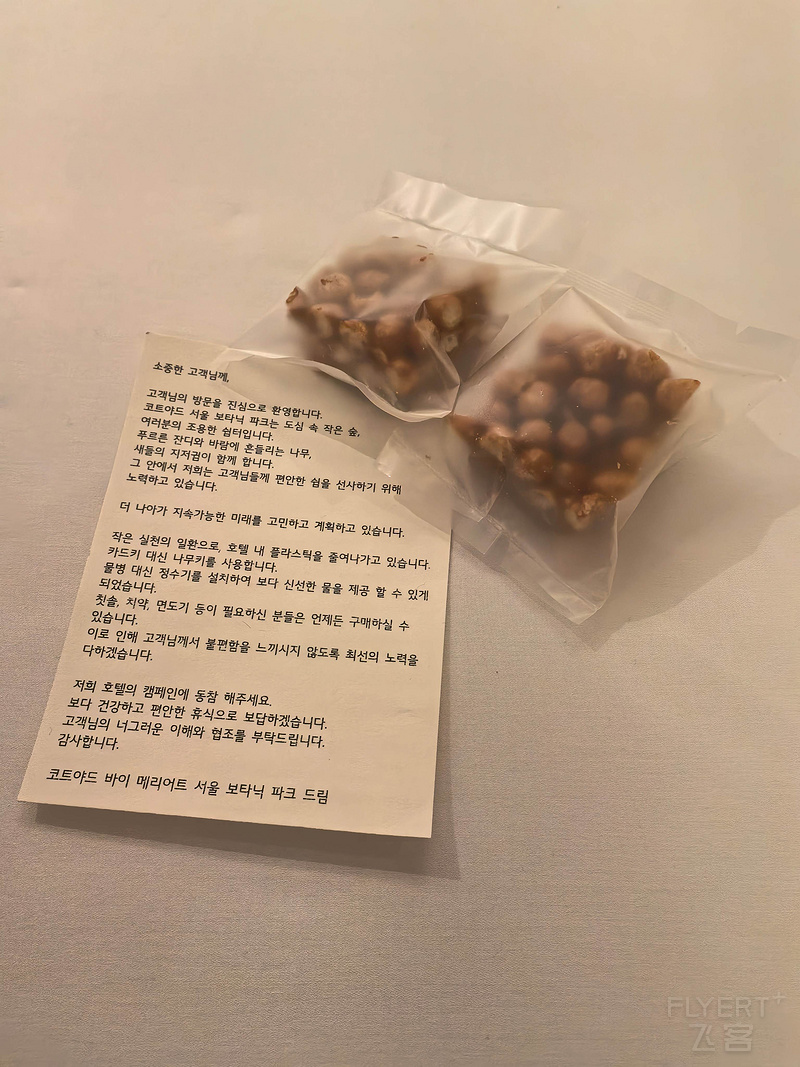 소중한 고객님께,
고객님의 방문을 진심으로 환영합니다.
코트야드 서울 보타닉 파크는 도심 속 작은 숲,
여러분의 조용한 쉼터입니다.
푸르른 잔디와 바람에 흔들리는 나무,
새들의 지저귐이 함께 합니다.
그 안에서 저희는 고객님들께 편안한 쉼을 선사하기 위해
노력하고 있습니다.
더 나아가 지속가능한 미래를 고민하고 계획하고 있습니다.
작은 실천의 일환으로, 호텔 내 플라스틱을 줄여나가고 있습니다.
카드키 대신 나무키를 사용합니다.
물병 대신 정수기를 설치하여 보다 신선한 물을 제공 할 수 있게
되었습니다.
칫솔, 치약, 면도기 등이 필요하신 분들은 언제든 구매하실 수
있습니다.
이로 인해 고객님께서 불편함을 느끼시지 않도록 최선의 노력을
다하겠습니다.
저희 호텔의 캠페인에 동참 해주세요.
보다 건강하고 편안한 휴식으로 보답하겠습니다.
고객님의 너그러운 이해와 협조를 부탁드립니다.
감사합니다.
코트야드 바이 메리어트 서울 보타닉 파크 드림
FLYERT+
飞客